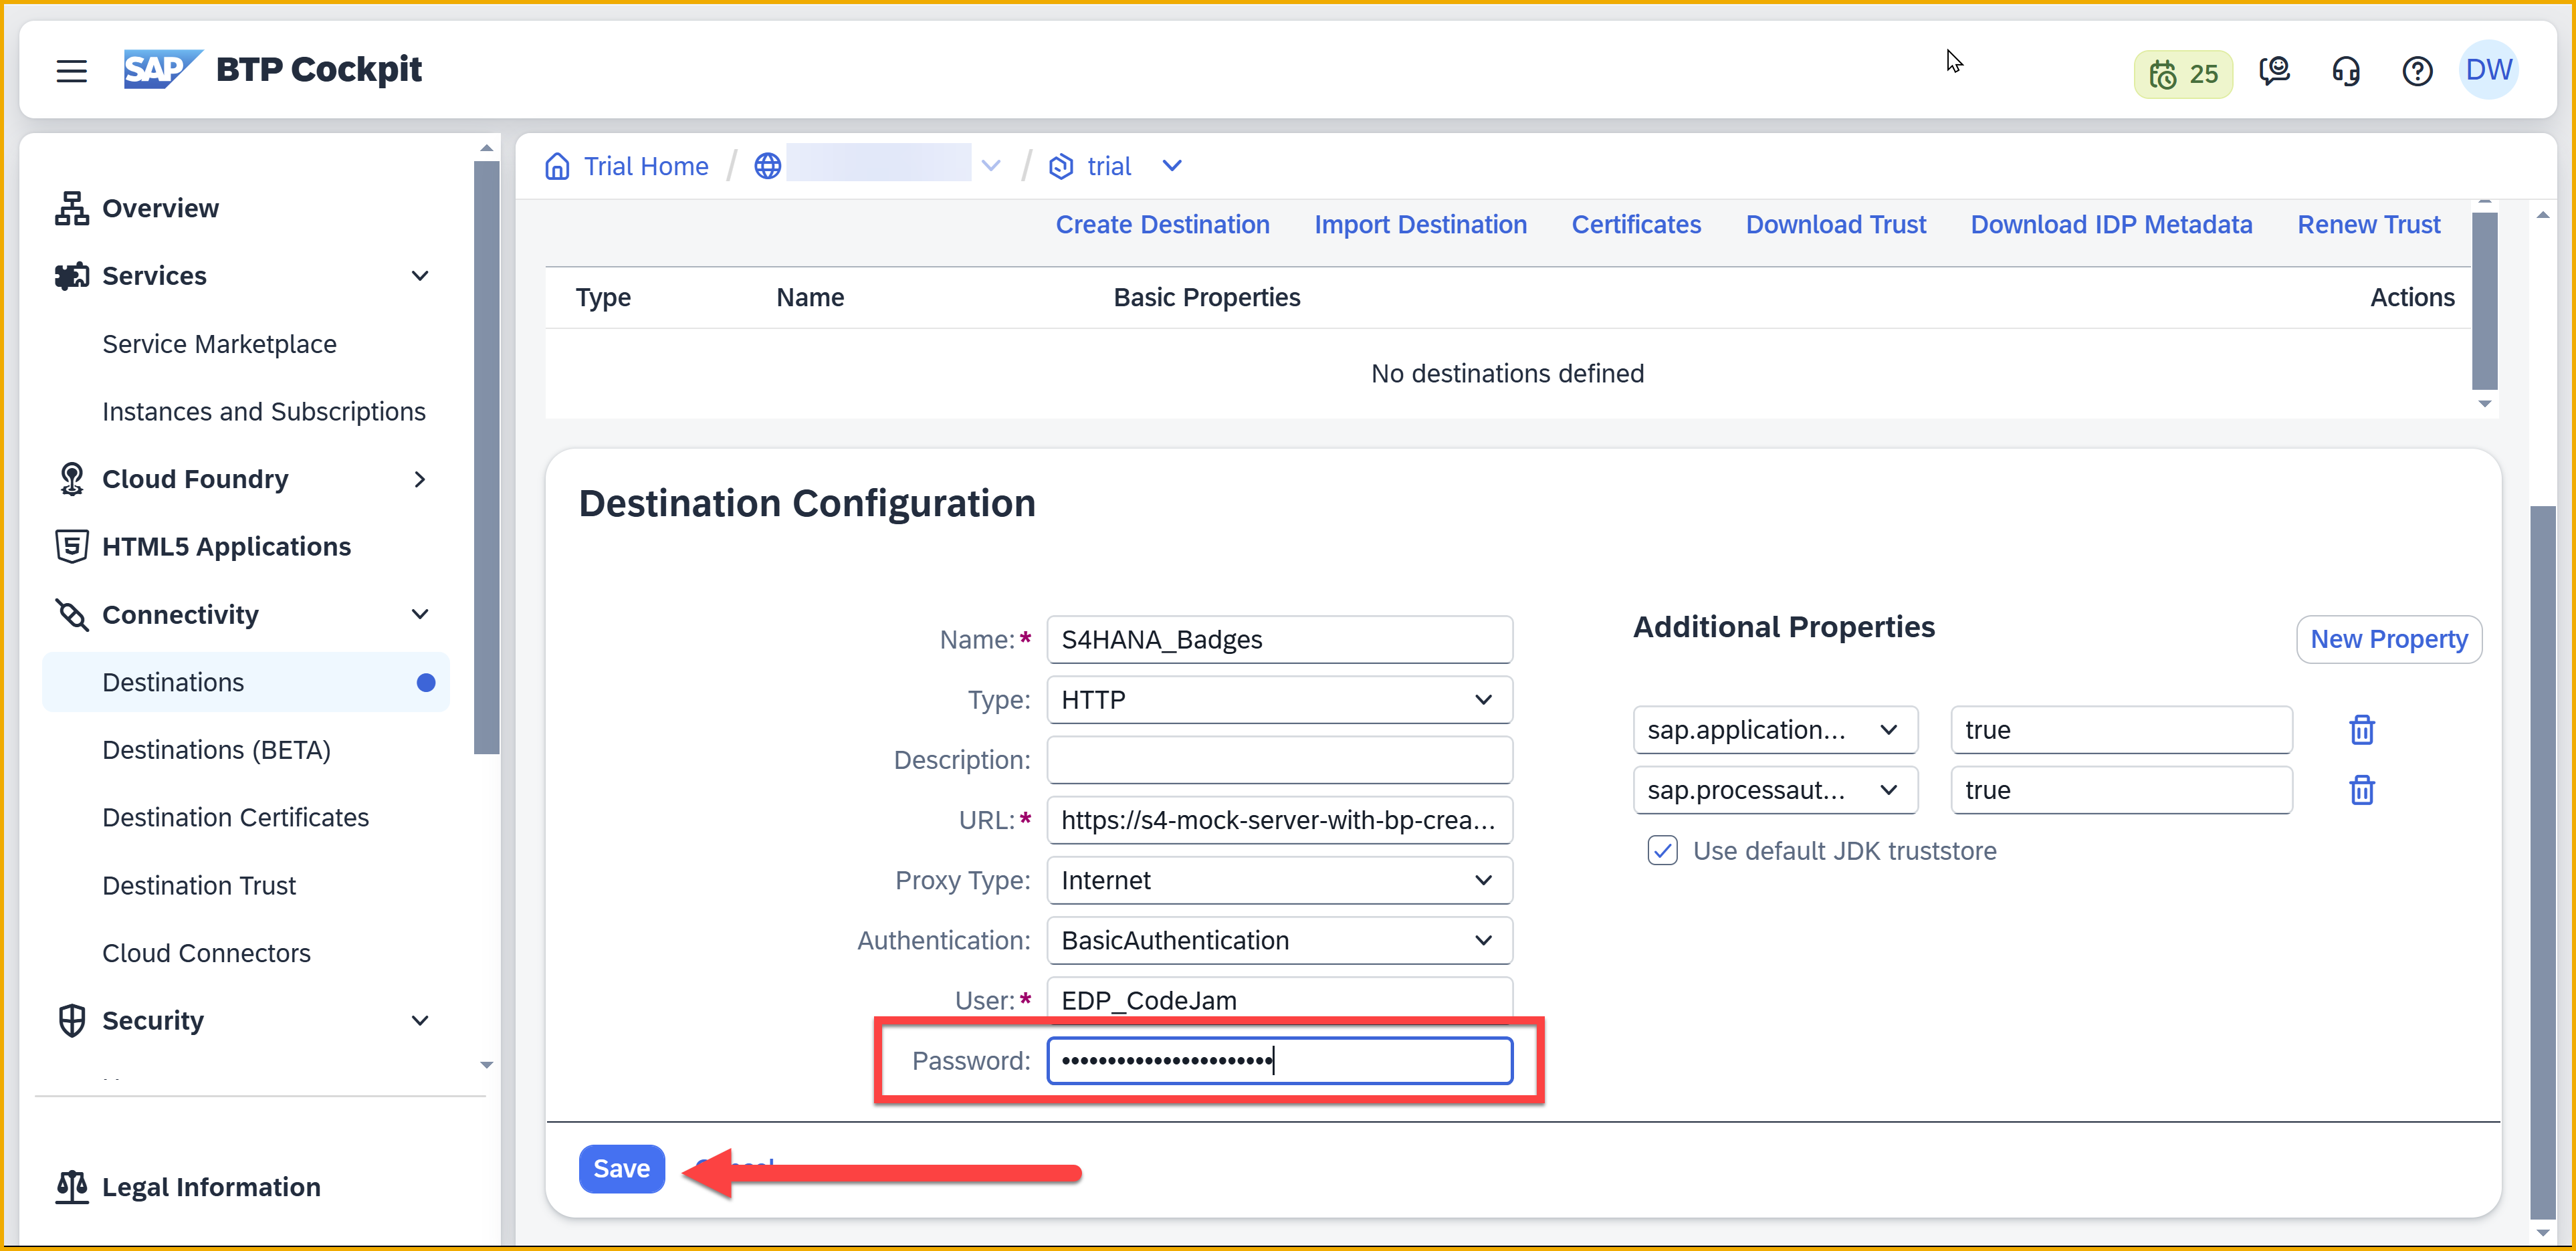 SAP BTP Cockpit
25
DW
Overview
Services
Service Marketplace
Instances and Subscriptions
Cloud Foundry
HTML5 Applications
Connectivity
Destinations
Destinations (BETA)
Destination Certificates
Destination Trust
Cloud Connectors
Security
Legal Information
Trial Home / / trial
Create Destination Import Destination Certificates Download Trust Download IDP Metadata Renew Trust
Type Name Basic Properties Actions
No destinations defined
Destination Configuration
Name:* S4HANA_Badges
Type: HTTP
Description:
URL:* https://s4-mock-server-with-bp-crea...
Proxy Type: Internet
Authentication: BasicAuthentication
User:* EDP_CodeJam
Password: •••••••••••••••••••••••
Additional Properties
New Property
sap.application... true
sap.processaut... true
Use default JDK truststore
Save